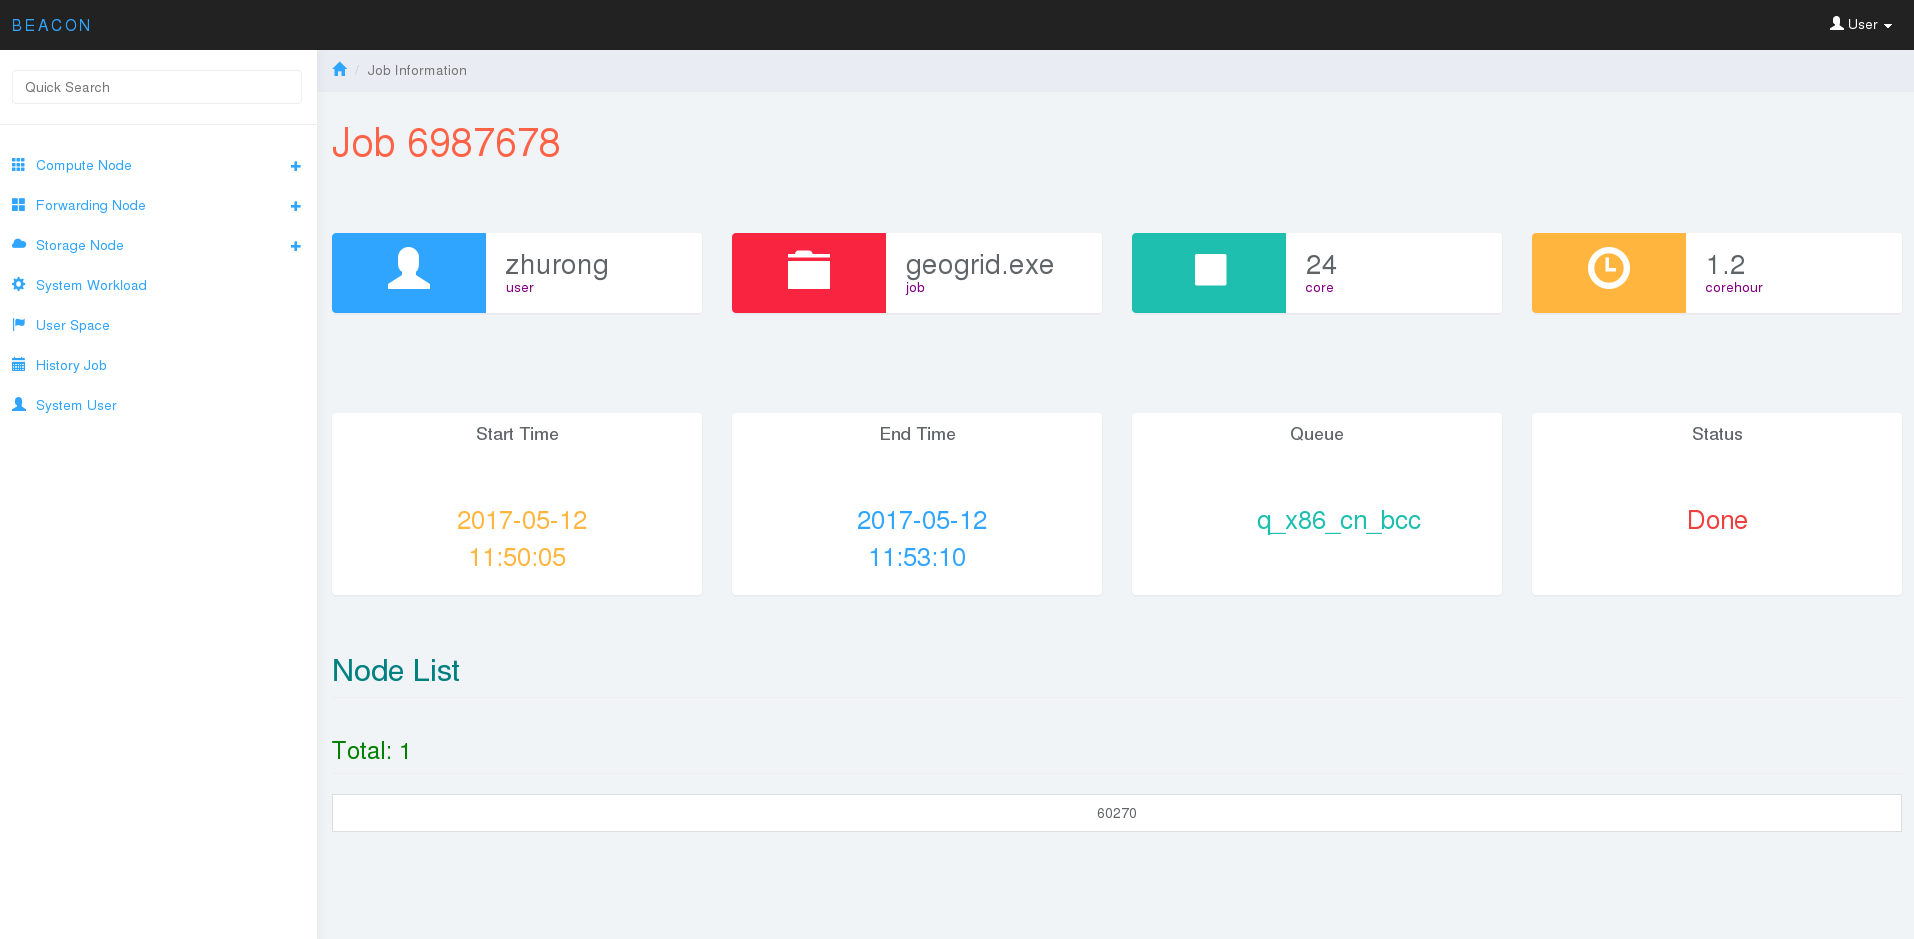 BEACON
User
Quick Search
Compute Node
Forwarding Node
Storage Node
System Workload
User Space
History Job
System User
/ Job Information
Job 6987678
zhurong
user
geogrid.exe
job
24
core
1.2
corehour
Start Time
2017-05-12
11:50:05
End Time
2017-05-12
11:53:10
Queue
q_x86_cn_bcc
Status
Done
Node List
Total: 1
60270